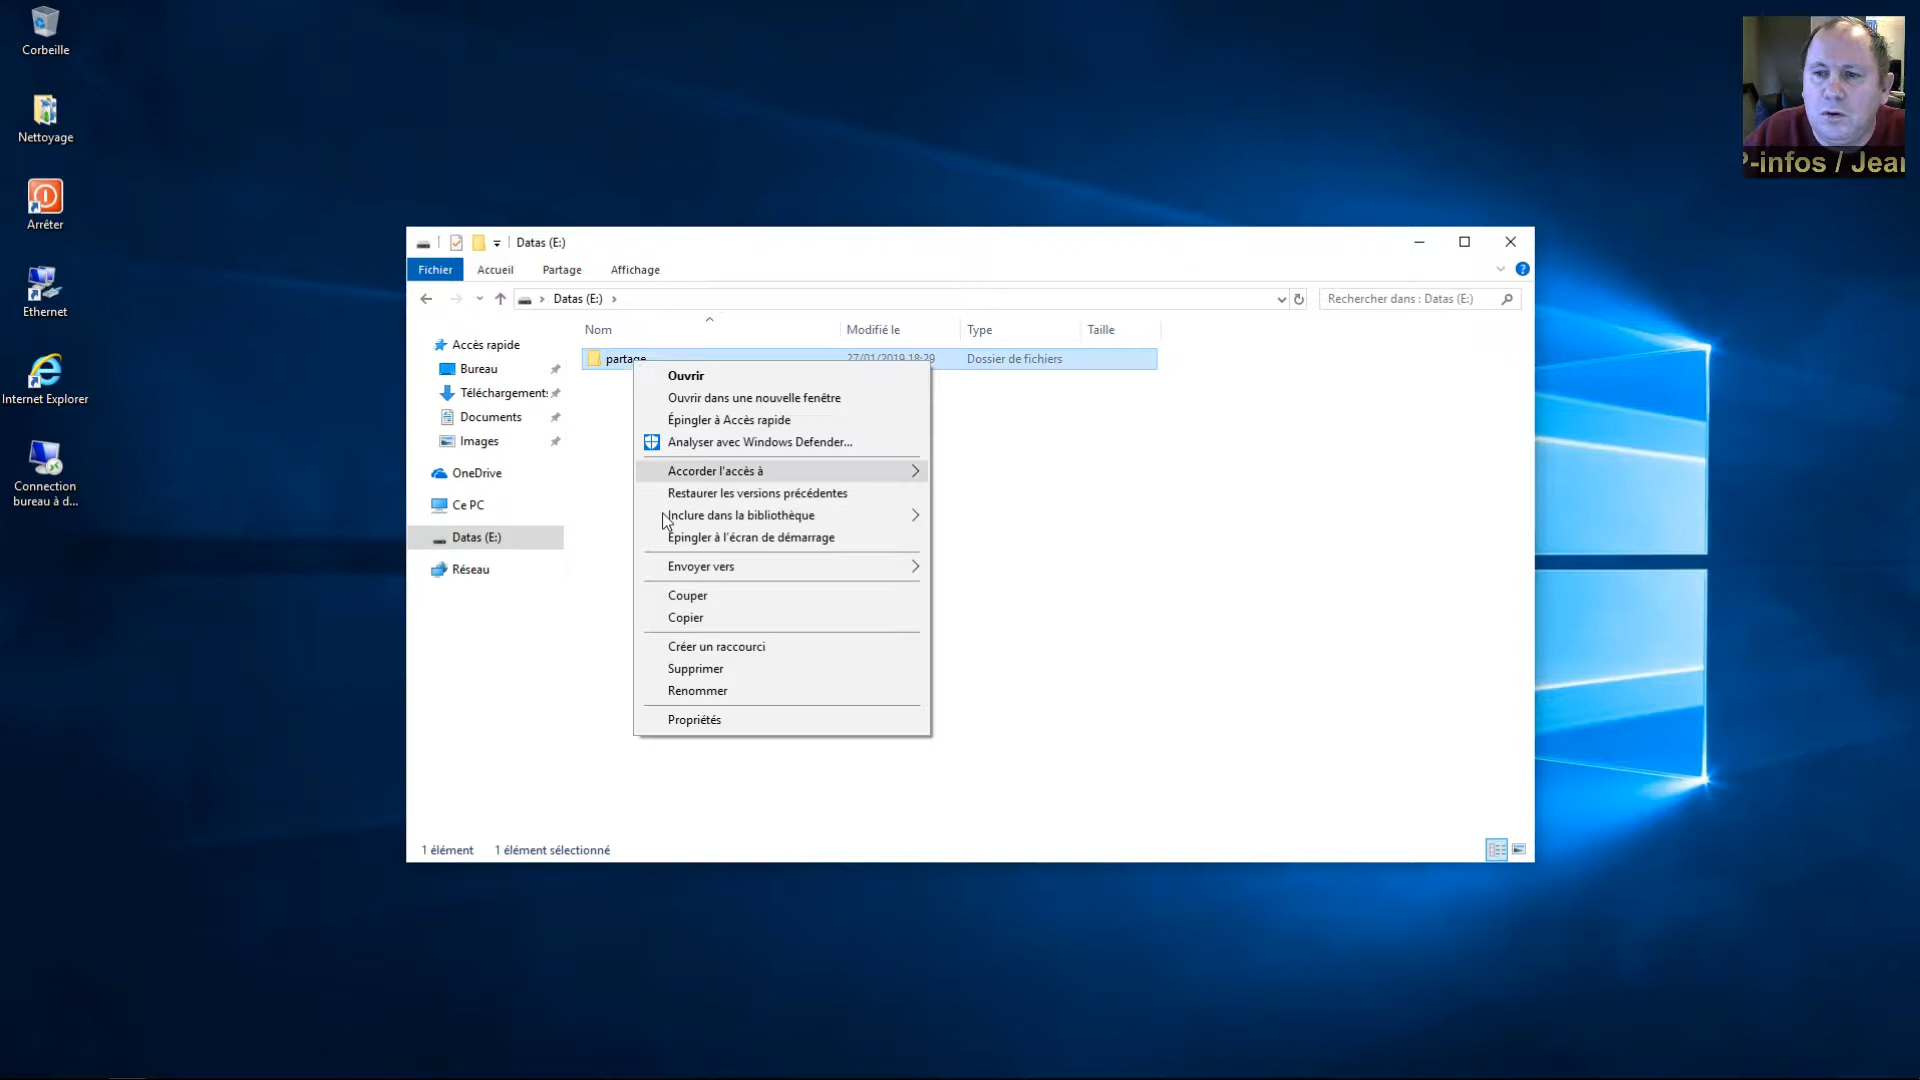 Corbeille
Nettoyage
Arrêter
Ethernet
Internet Explorer
Connection
bureau à d...
P-infos / Jear
Datas (E:)
Fichier
Accueil
Partage
Affichage
Datas (E:)
Rechercher dans : Datas (E:)
Nom
Modifié le
Type
Taille
partage
27/01/2019 18:29
Dossier de fichiers
Accès rapide
Bureau
Téléchargements
Documents
Images
OneDrive
Ce PC
Datas (E:)
Réseau
Ouvrir
Ouvrir dans une nouvelle fenêtre
Épingler à Accès rapide
Analyser avec Windows Defender...
Accorder l'accès à
Restaurer les versions précédentes
Inclure dans la bibliothèque
Épingler à l'écran de démarrage
Envoyer vers
Couper
Copier
Créer un raccourci
Supprimer
Renommer
Propriétés
1 élément
1 élément sélectionné